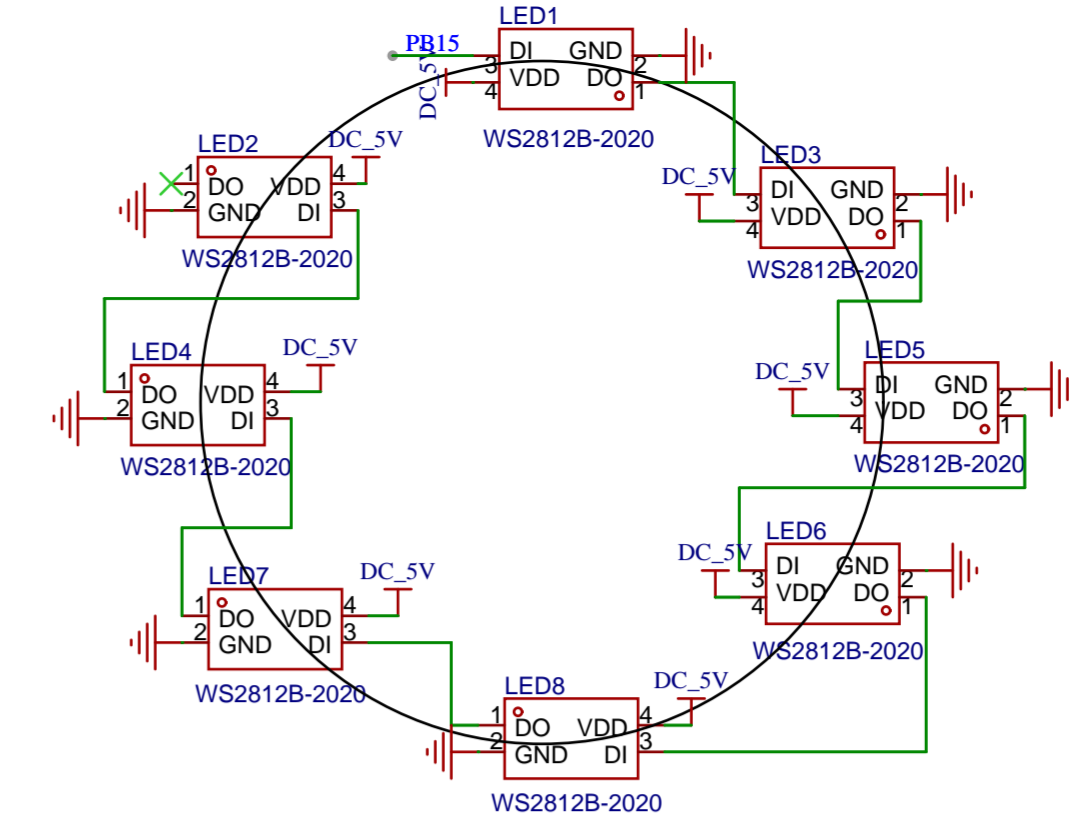 LED1
PB15
DI GND
3 2
VDD DO
4 1
DC_5V
WS2812B-2020
LED2
DC_5V
1 4
DO VDD
2 3
GND DI
WS2812B-2020
LED3
DC_5V
DI GND
3 2
VDD DO
4 1
WS2812B-2020
LED4
DC_5V
1 4
DO VDD
2 3
GND DI
WS2812B-2020
LED5
DC_5V
DI GND
3 2
VDD DO
4 1
WS2812B-2020
LED6
DC_5V
DI GND
3 2
VDD DO
4 1
WS2812B-2020
LED7
DC_5V
1 4
DO VDD
2 3
GND DI
WS2812B-2020
LED8
DC_5V
1 4
DO VDD
2 3
GND DI
WS2812B-2020